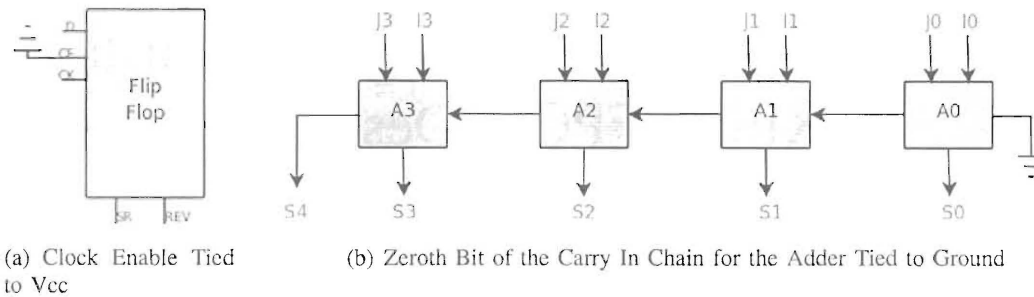 J3 I3 J2 I2 J1 I1 J0 I0
D
CE
CK
Flip
Flop
A3 A2 A1 A0
SR REV
S4 S3 S2 S1 S0
(a) Clock Enable Tied
to Vcc
(b) Zeroth Bit of the Carry In Chain for the Adder Tied to Ground